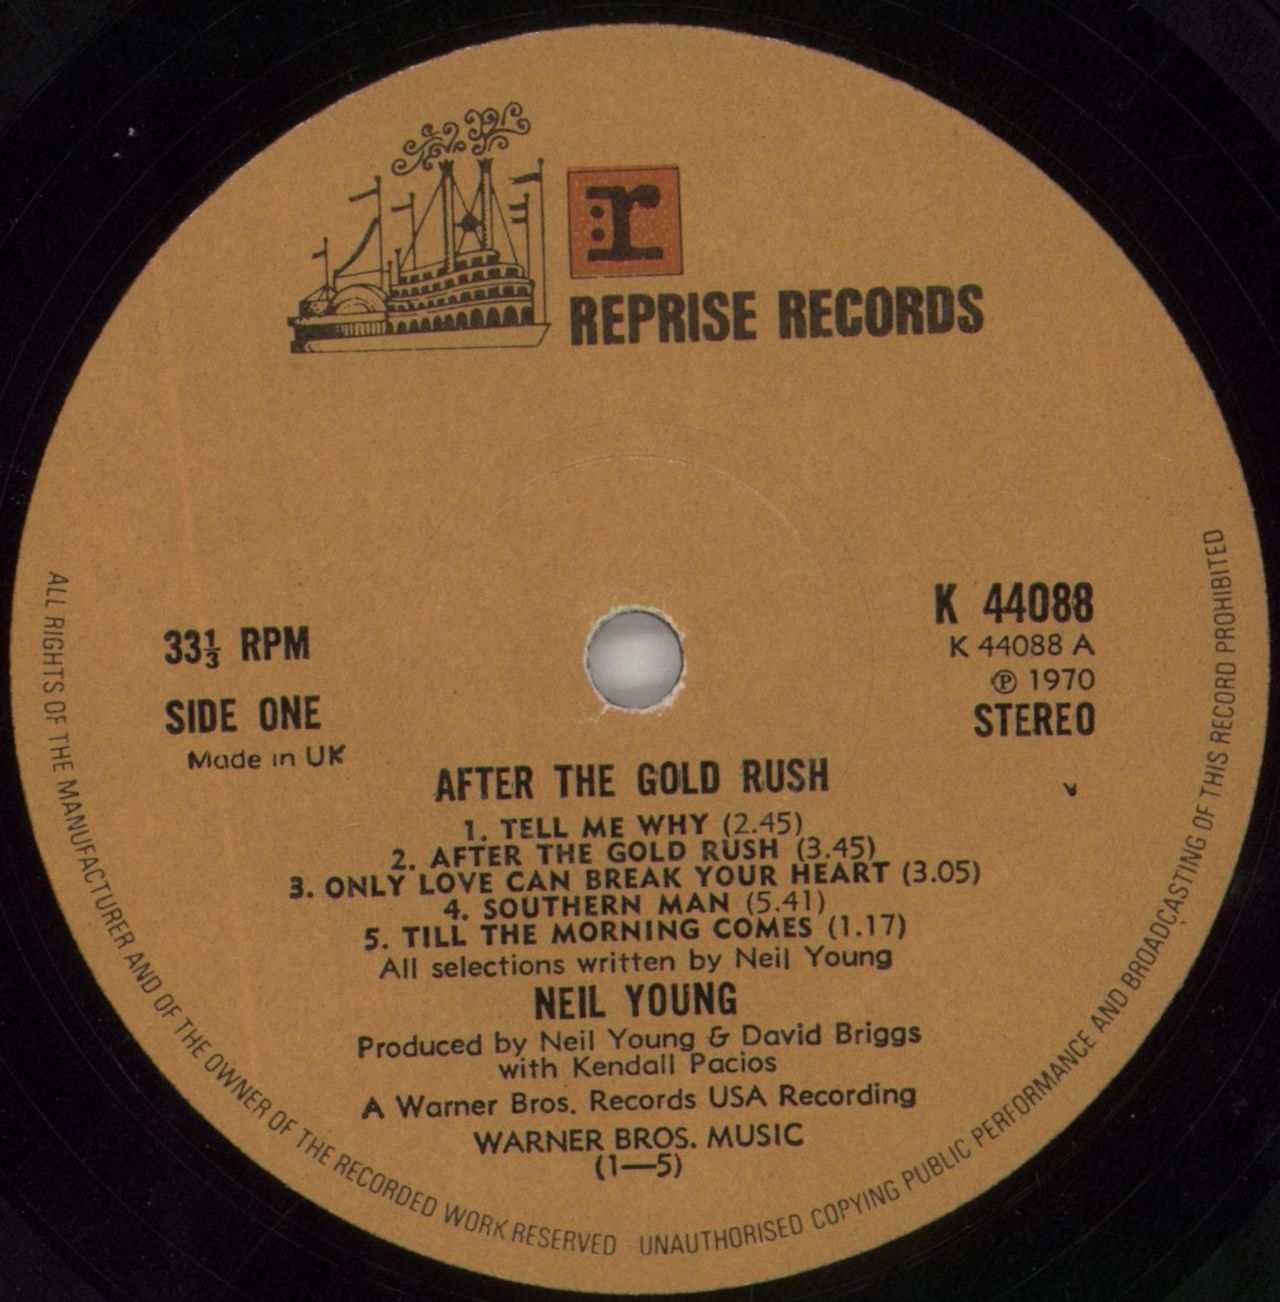 r
REPRISE RECORDS
33⅓ RPM
SIDE ONE
Made in UK
K 44088
K 44088 A
℗ 1970
STEREO
AFTER THE GOLD RUSH
1. TELL ME WHY (2.45)
2. AFTER THE GOLD RUSH (3.45)
3. ONLY LOVE CAN BREAK YOUR HEART (3.05)
4. SOUTHERN MAN (5.41)
5. TILL THE MORNING COMES (1.17)
All selections written by Neil Young
NEIL YOUNG
Produced by Neil Young & David Briggs
with Kendall Pacios
A Warner Bros. Records USA Recording
WARNER BROS. MUSIC
(1—5)
ALL RIGHTS OF THE MANUFACTURER AND OF THE OWNER OF THE RECORDED WORK RESERVED UNAUTHORISED COPYING PUBLIC PERFORMANCE AND BROADCASTING OF THIS RECORD PROHIBITED